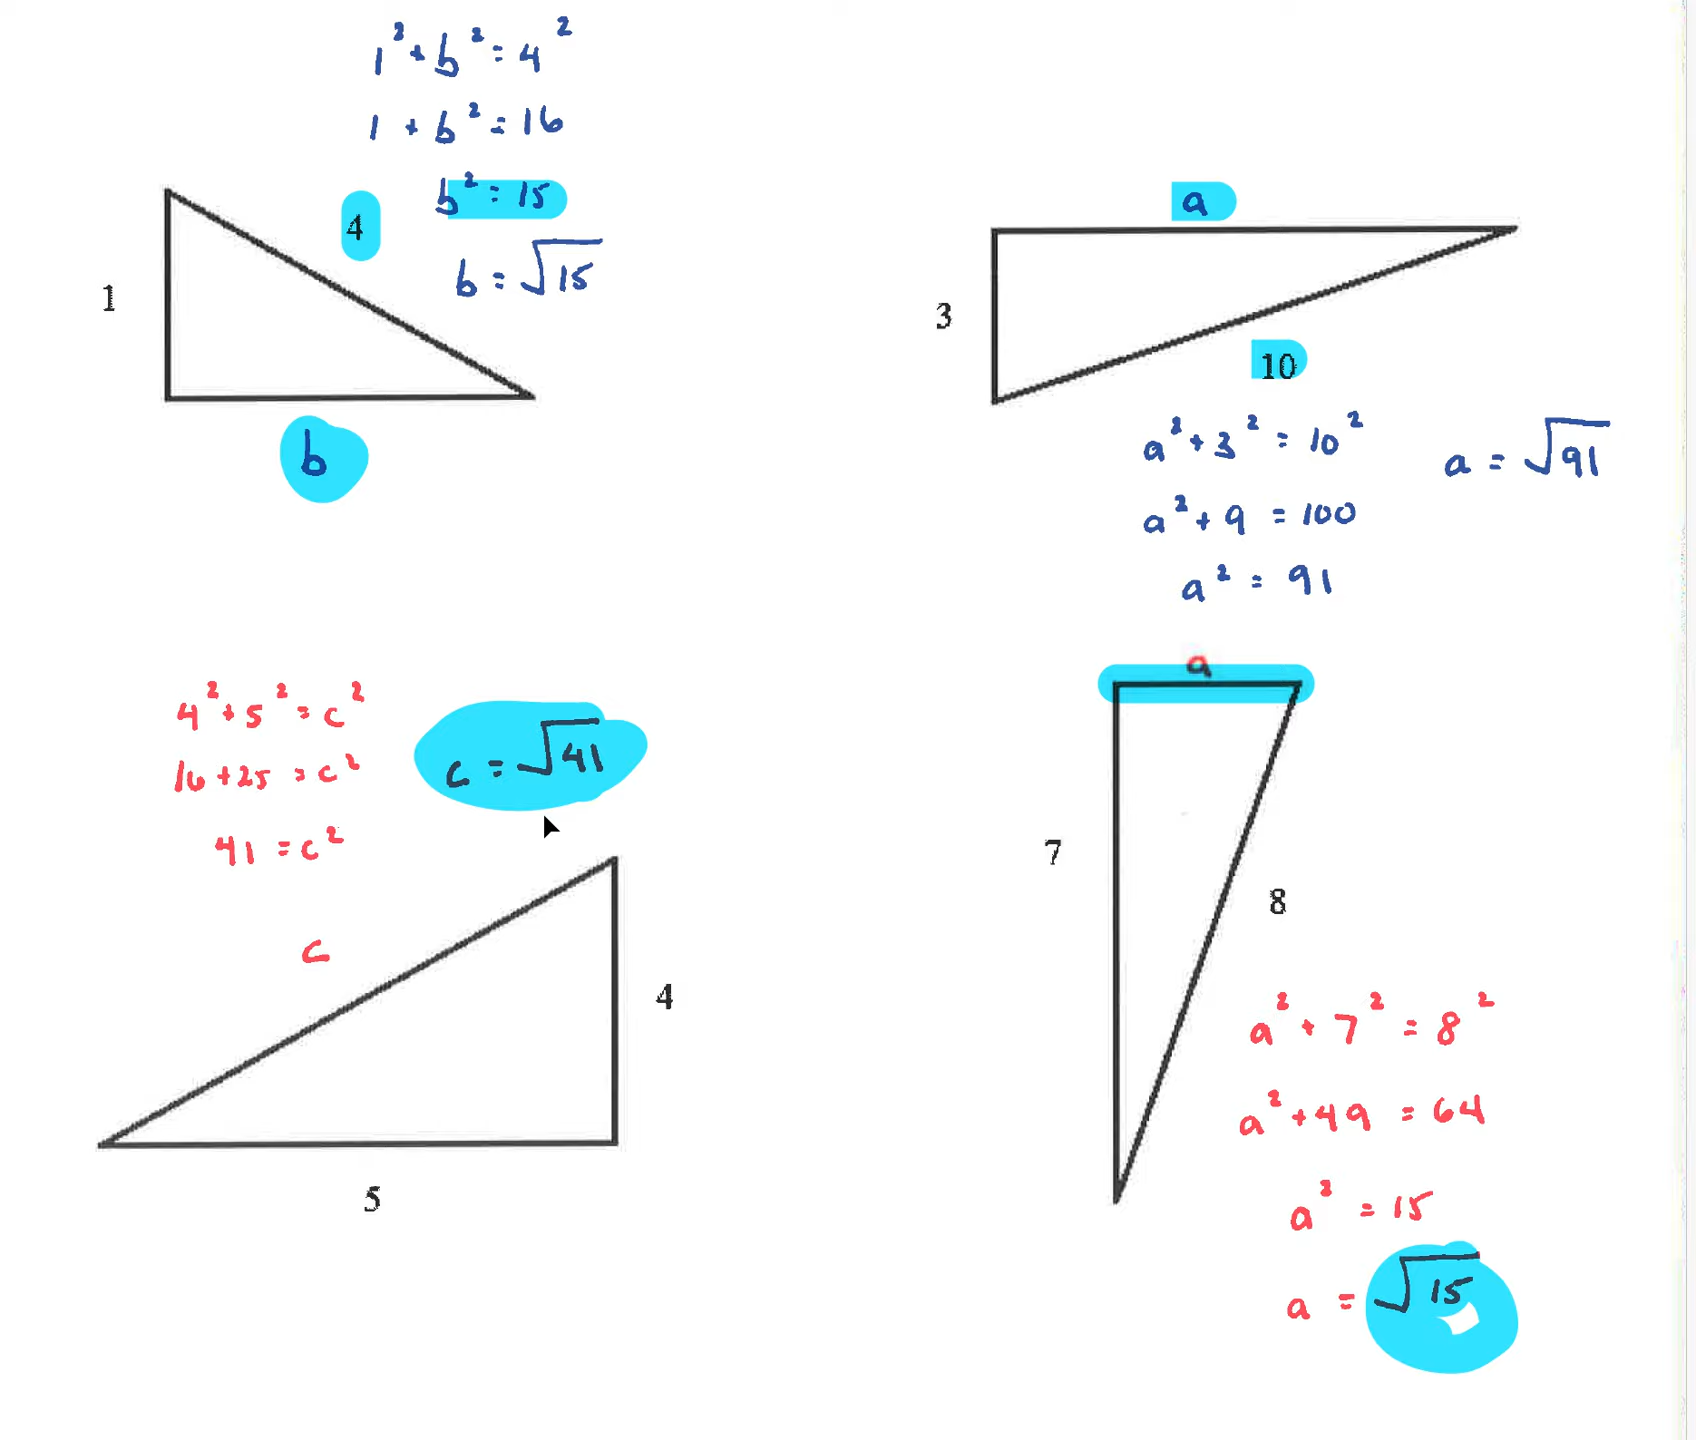 1² + b² = 4²
1 + b² = 16
b² = 15
b = √15
4
1
b
a
3
10
a² + 3² = 10²
a² + 9 = 100
a² = 91
a = √91
4² + 5² = c²
16 + 25 = c²
41 = c²
c = √41
c
4
5
a
7
8
a² + 7² = 8²
a² + 49 = 64
a² = 15
a = √15